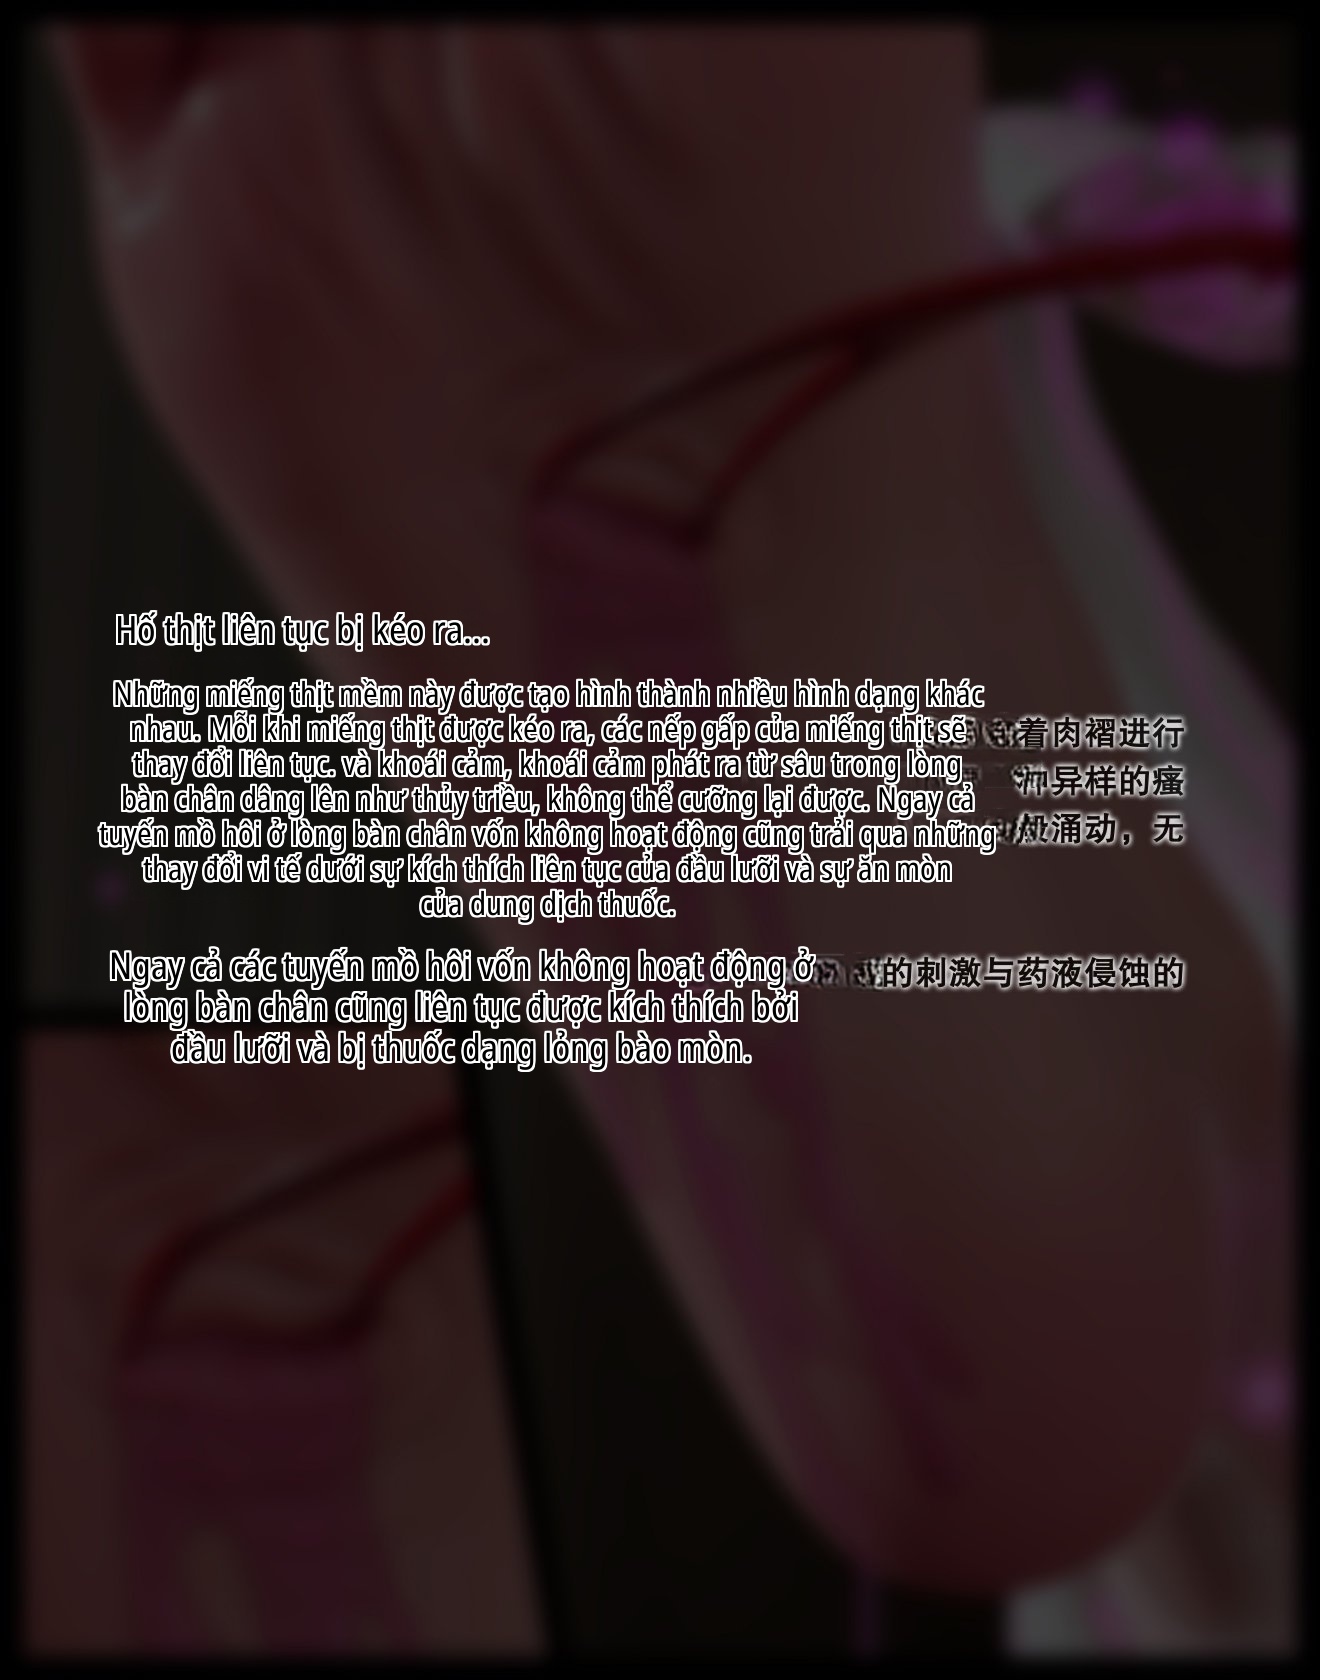 Hố thịt liên tục bị kéo ra...
Những miếng thịt mềm này được tạo hình thành nhiều hình dạng khác
nhau. Mỗi khi miếng thịt được kéo ra, các nếp gấp của miếng thịt sẽ
着肉褶进行
thay đổi liên tục. và khoái cảm, khoái cảm phát ra từ sâu trong lòng
种异样的瘙
bàn chân dâng lên như thủy triều, không thể cưỡng lại được. Ngay cả
tuyến mồ hôi ở lòng bàn chân vốn không hoạt động cũng trải qua những
般涌动，无
thay đổi vi tế dưới sự kích thích liên tục của đầu lưỡi và sự ăn mòn
của dung dịch thuốc.
Ngay cả các tuyến mồ hôi vốn không hoạt động ở
的刺激与药液侵蚀的
lòng bàn chân cũng liên tục được kích thích bởi
đầu lưỡi và bị thuốc dạng lỏng bào mòn.